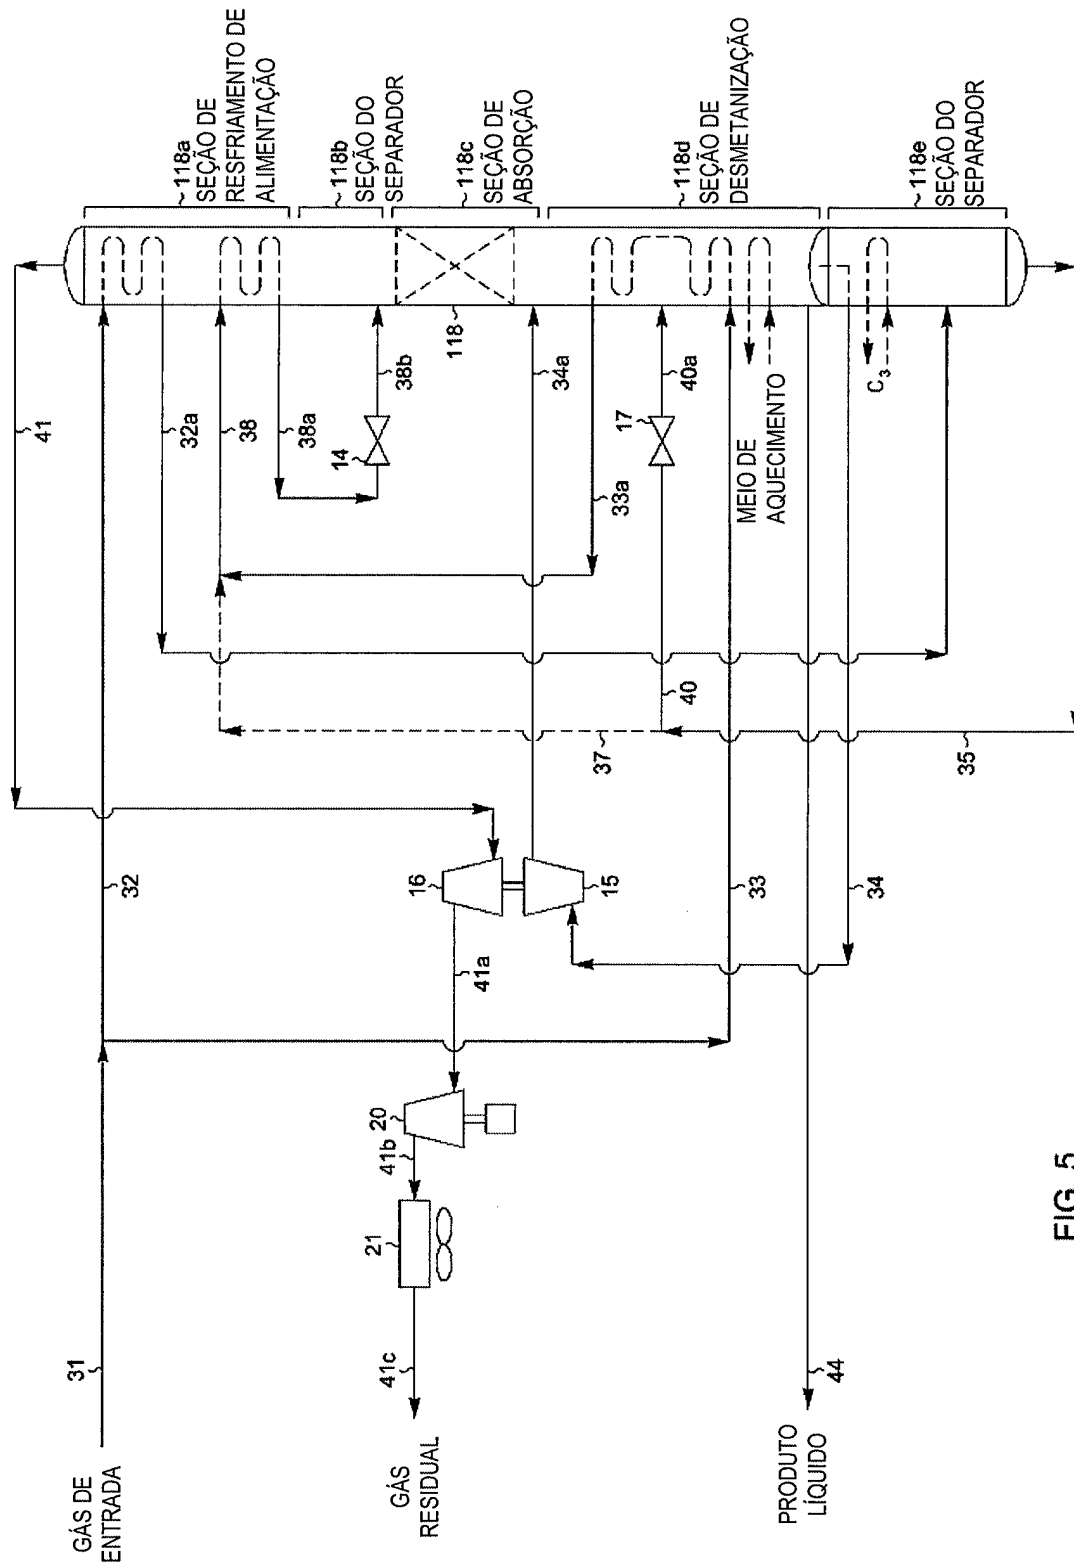 118a
SEÇÃO DE
RESFRIAMENTO DE
ALIMENTAÇÃO
118b
SEÇÃO DO
SEPARADOR
118c
SEÇÃO DE
ABSORÇÃO
118d
SEÇÃO DE
DESMETANIZAÇÃO
118e
SEÇÃO DO
SEPARADOR
41
32a
38
38a
14
38b
118
34a
33a
17
40a
MEIO DE
AQUECIMENTO
C3
40
37
35
32
16
15
33
34
41a
20
41b
21
31
41c
44
GÁS DE
ENTRADA
GÁS
RESIDUAL
PRODUTO
LÍQUIDO
FIG. 5